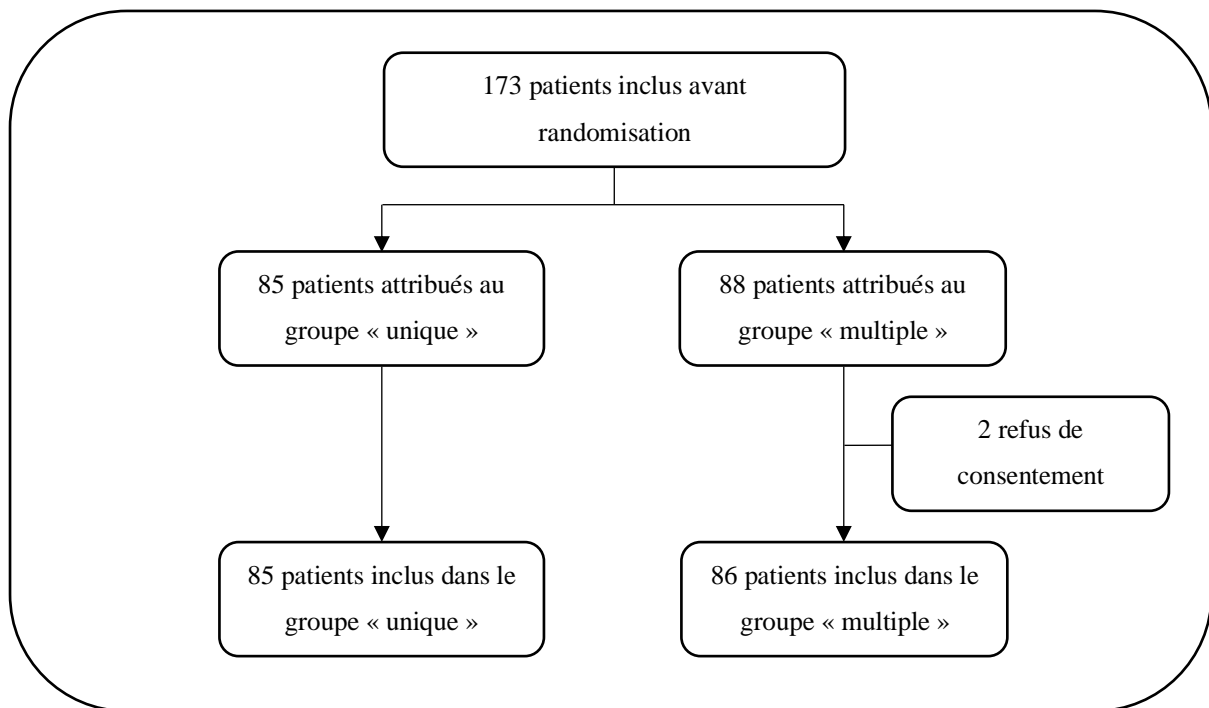 173 patients inclus avant
randomisation
85 patients attribués au
groupe « unique »
88 patients attribués au
groupe « multiple »
2 refus de
consentement
85 patients inclus dans le
groupe « unique »
86 patients inclus dans le
groupe « multiple »